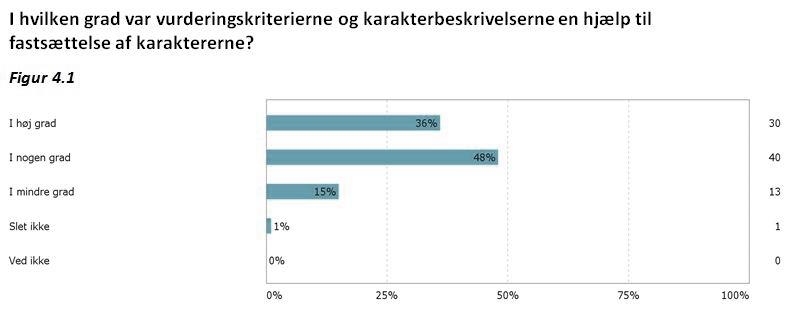 I hvilken grad var vurderingskriterierne og karakterbeskrivelserne en hjælp til
fastsættelse af karaktererne?
Figur 4.1
I høj grad 36% 30
I nogen grad 48% 40
I mindre grad 15% 13
Slet ikke 1% 1
Ved ikke 0% 0
0% 25% 50% 75% 100%